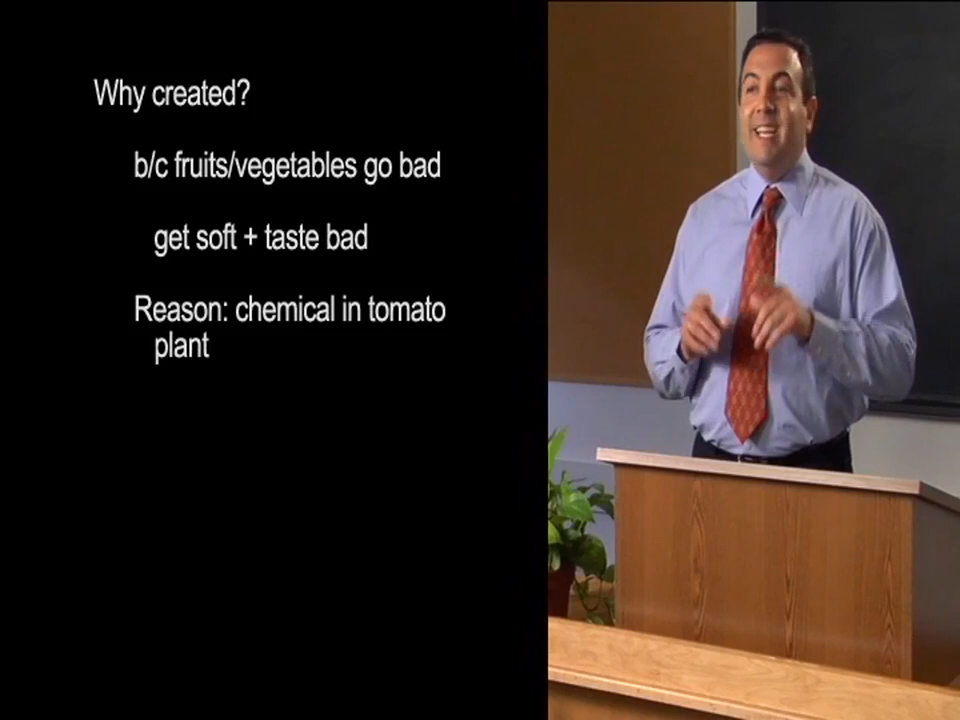 Why created?
b/c fruits/vegetables go bad
get soft + taste bad
Reason: chemical in tomato
plant